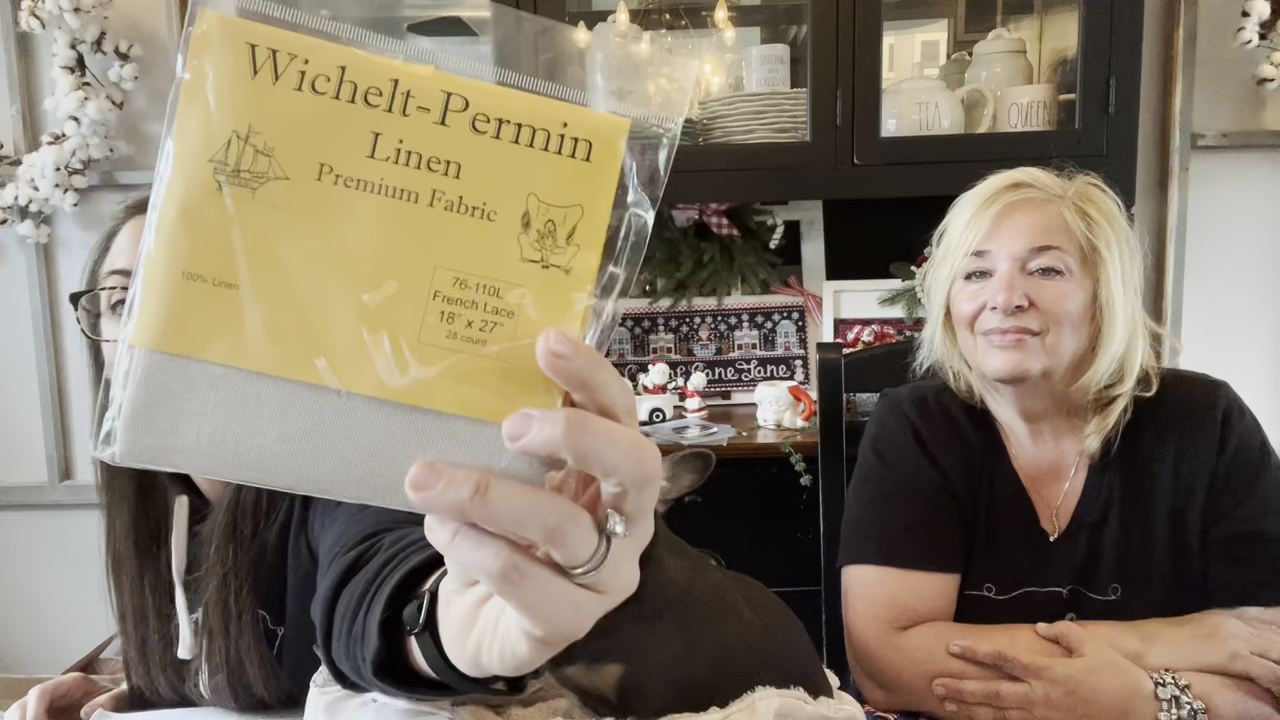 Wichelt-Permin
Linen
Premium Fabric
100% Linen
76-110L
French Lace
18" x 27"
28 count
TEA
QUEEN
Cane Lane